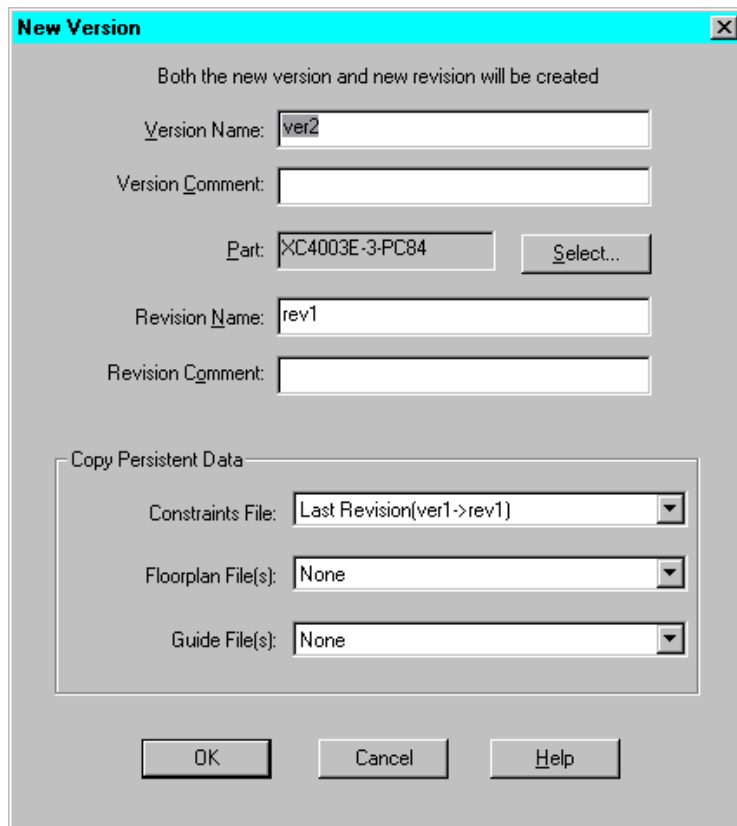 New Version
Both the new version and new revision will be created
Version Name: ver2
Version Comment:
Part: XC4003E-3-PC84 Select...
Revision Name: rev1
Revision Comment:
Copy Persistent Data
Constraints File: Last Revision(ver1->rev1)
Floorplan File(s): None
Guide File(s): None
OK Cancel Help